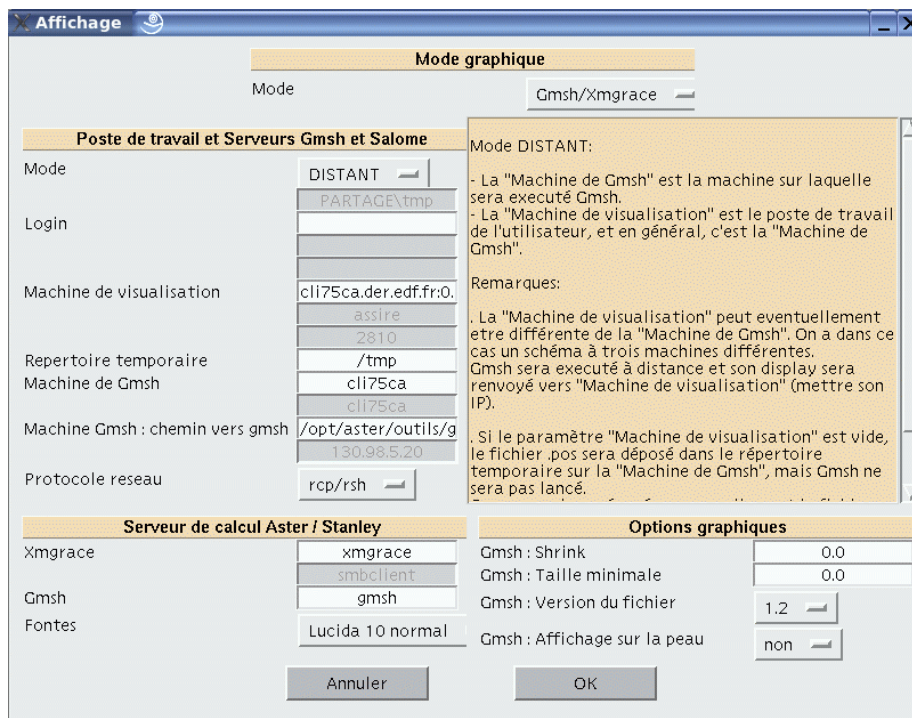 Affichage
Mode graphique
Mode
Gmsh/Xmgrace
Poste de travail et Serveurs Gmsh et Salome
Mode
DISTANT
PARTAGE\tmp
Login
Machine de visualisation
cli75ca.der.edf.fr:0.
assire
2810
Repertoire temporaire
/tmp
Machine de Gmsh
cli75ca
cli75ca
Machine Gmsh : chemin vers gmsh
/opt/aster/outils/g
130.98.5.20
Protocole reseau
rcp/rsh
Mode DISTANT:
- La "Machine de Gmsh" est la machine sur laquelle
sera executé Gmsh.
- La "Machine de visualisation" est le poste de travail
de l'utilisateur, et en général, c'est la "Machine de
Gmsh".
Remarques:
. La "Machine de visualisation" peut eventuellement
etre différente de la "Machine de Gmsh". On a dans ce
cas un schéma à trois machines différentes.
Gmsh sera executé à distance et son display sera
renvoyé vers "Machine de visualisation" (mettre son
IP).
. Si le paramètre "Machine de visualisation" est vide,
le fichier .pos sera déposé dans le répertoire
temporaire sur la "Machine de Gmsh", mais Gmsh ne
sera pas lancé.
Serveur de calcul Aster / Stanley
Xmgrace
xmgrace
smbclient
Gmsh
gmsh
Fontes
Lucida 10 normal
Options graphiques
Gmsh : Shrink
0.0
Gmsh : Taille minimale
0.0
Gmsh : Version du fichier
1.2
Gmsh : Affichage sur la peau
non
Annuler
OK